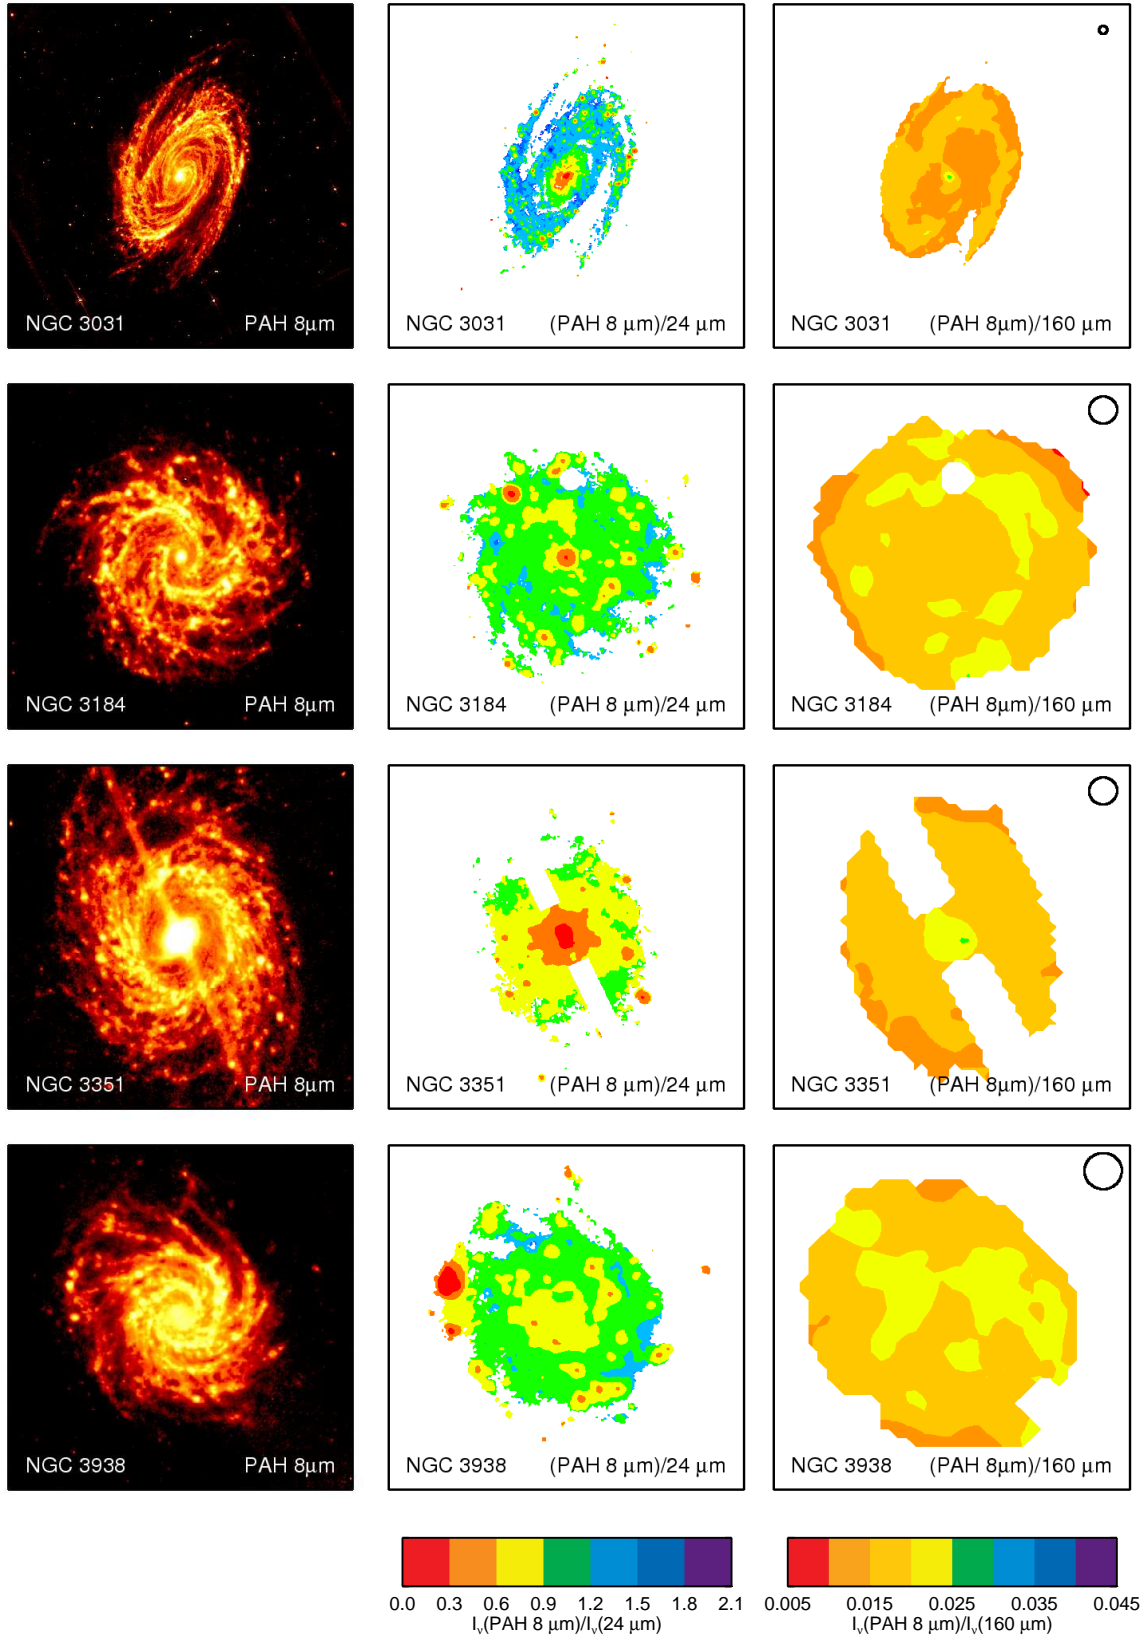 NGC 3031 PAH 8μm
NGC 3031 (PAH 8 μm)/24 μm
NGC 3031 (PAH 8μm)/160 μm
NGC 3184 PAH 8μm
NGC 3184 (PAH 8 μm)/24 μm
NGC 3184 (PAH 8μm)/160 μm
NGC 3351 PAH 8μm
NGC 3351 (PAH 8 μm)/24 μm
NGC 3351 (PAH 8μm)/160 μm
NGC 3938 PAH 8μm
NGC 3938 (PAH 8 μm)/24 μm
NGC 3938 (PAH 8μm)/160 μm
0.0 0.3 0.6 0.9 1.2 1.5 1.8 2.1
Iν(PAH 8 μm)/Iν(24 μm)
0.005 0.015 0.025 0.035 0.045
Iν(PAH 8 μm)/Iν(160 μm)